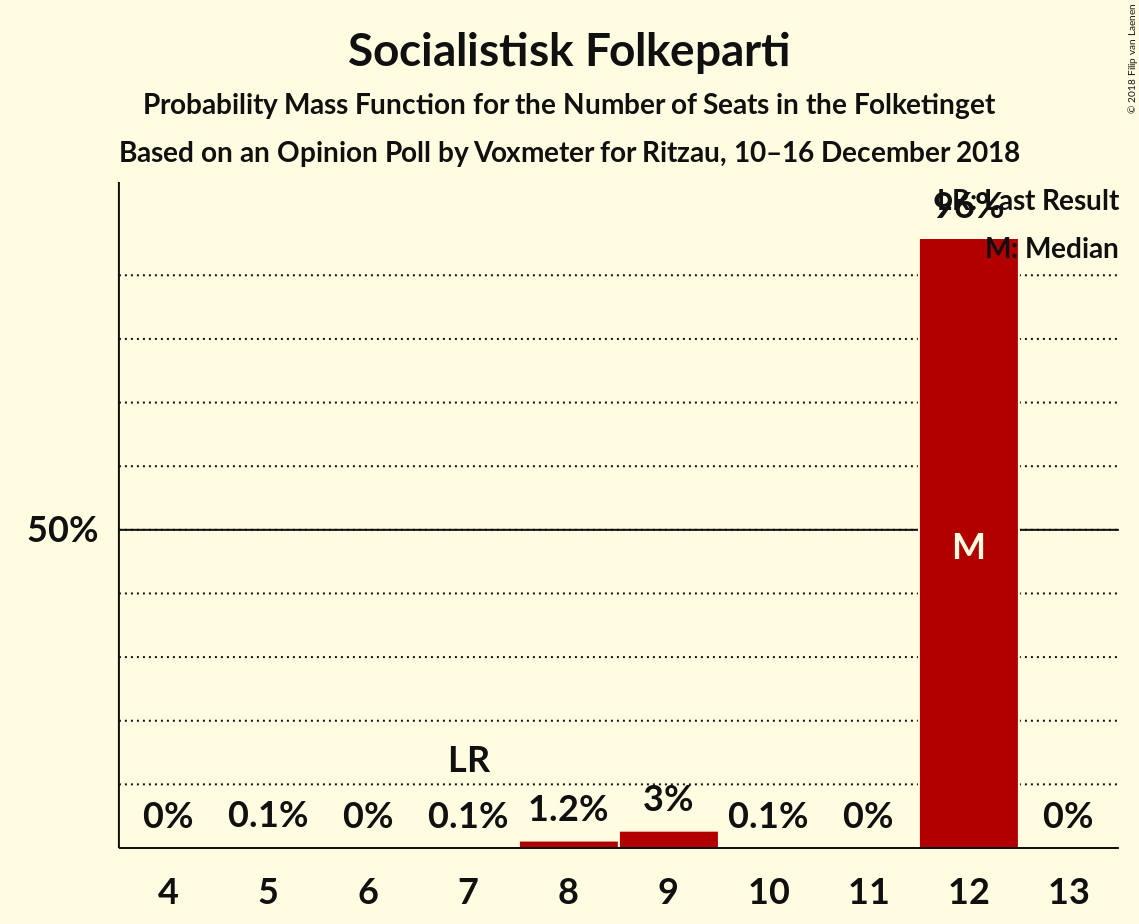 Socialistisk Folkeparti
Probability Mass Function for the Number of Seats in the Folketinget
Based on an Opinion Poll by Voxmeter for Ritzau, 10–16 December 2018
© 2018 Filip van Laenen
LR: Last Result
M: Median
96%
50%
M
LR
0%
0.1%
0%
0.1%
1.2%
3%
0.1%
0%
0%
4 5 6 7 8 9 10 11 12 13